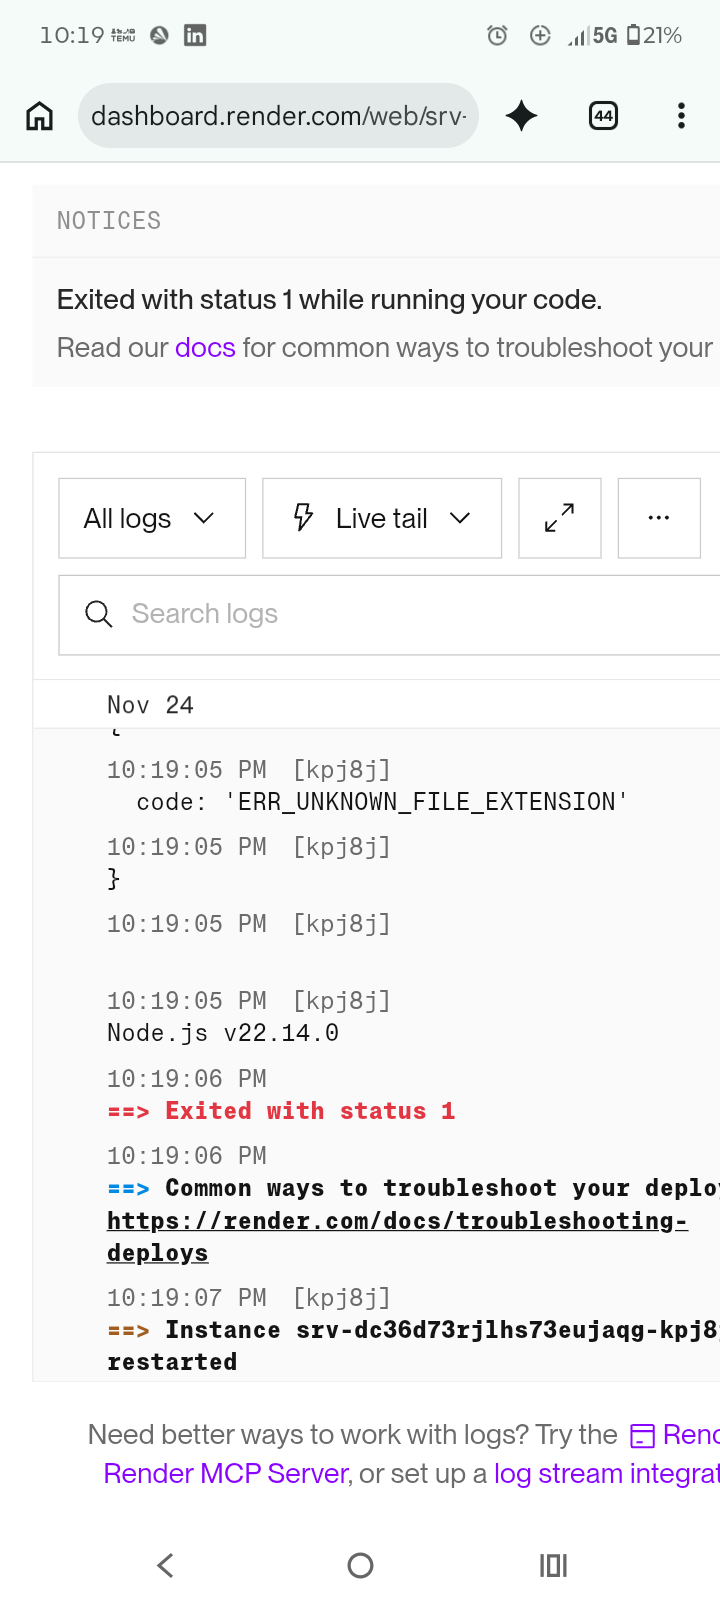 10:19 TEMU in 5G 21%
dashboard.render.com/web/srv- 44
NOTICES
Exited with status 1 while running your code.
Read our docs for common ways to troubleshoot your
All logs Live tail ...
Search logs
Nov 24
{
10:19:05 PM [kpj8j]
code: 'ERR_UNKNOWN_FILE_EXTENSION'
10:19:05 PM [kpj8j]
}
10:19:05 PM [kpj8j]
10:19:05 PM [kpj8j]
Node.js v22.14.0
10:19:06 PM
==> Exited with status 1
10:19:06 PM
==> Common ways to troubleshoot your deplo
https://render.com/docs/troubleshooting-
deploys
10:19:07 PM [kpj8j]
==> Instance srv-dc36d73rjlhs73eujaqg-kpj8
restarted
Need better ways to work with logs? Try the Rend
Render MCP Server, or set up a log stream integrat